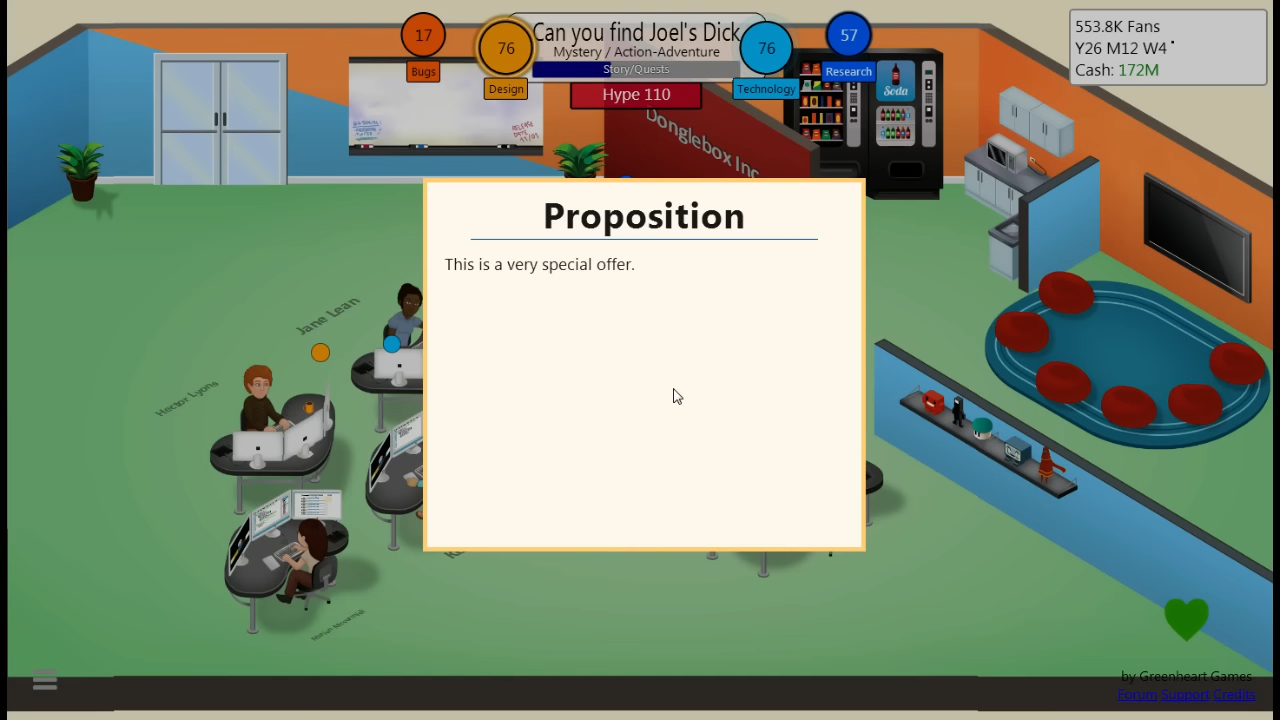 17
Bugs
76
Design
Can you find Joel's Dick
Mystery / Action-Adventure
Story/Quests
Hype 110
76
Technology
57
Research
553.8K Fans
Y26 M12 W4
Cash: 172M
Soda
RELEASE
DATE
Donglebox Inc
Proposition
This is a very special offer.
Jane Lean
Hector Lyons
by Greenheart Games
Forum Support Credits